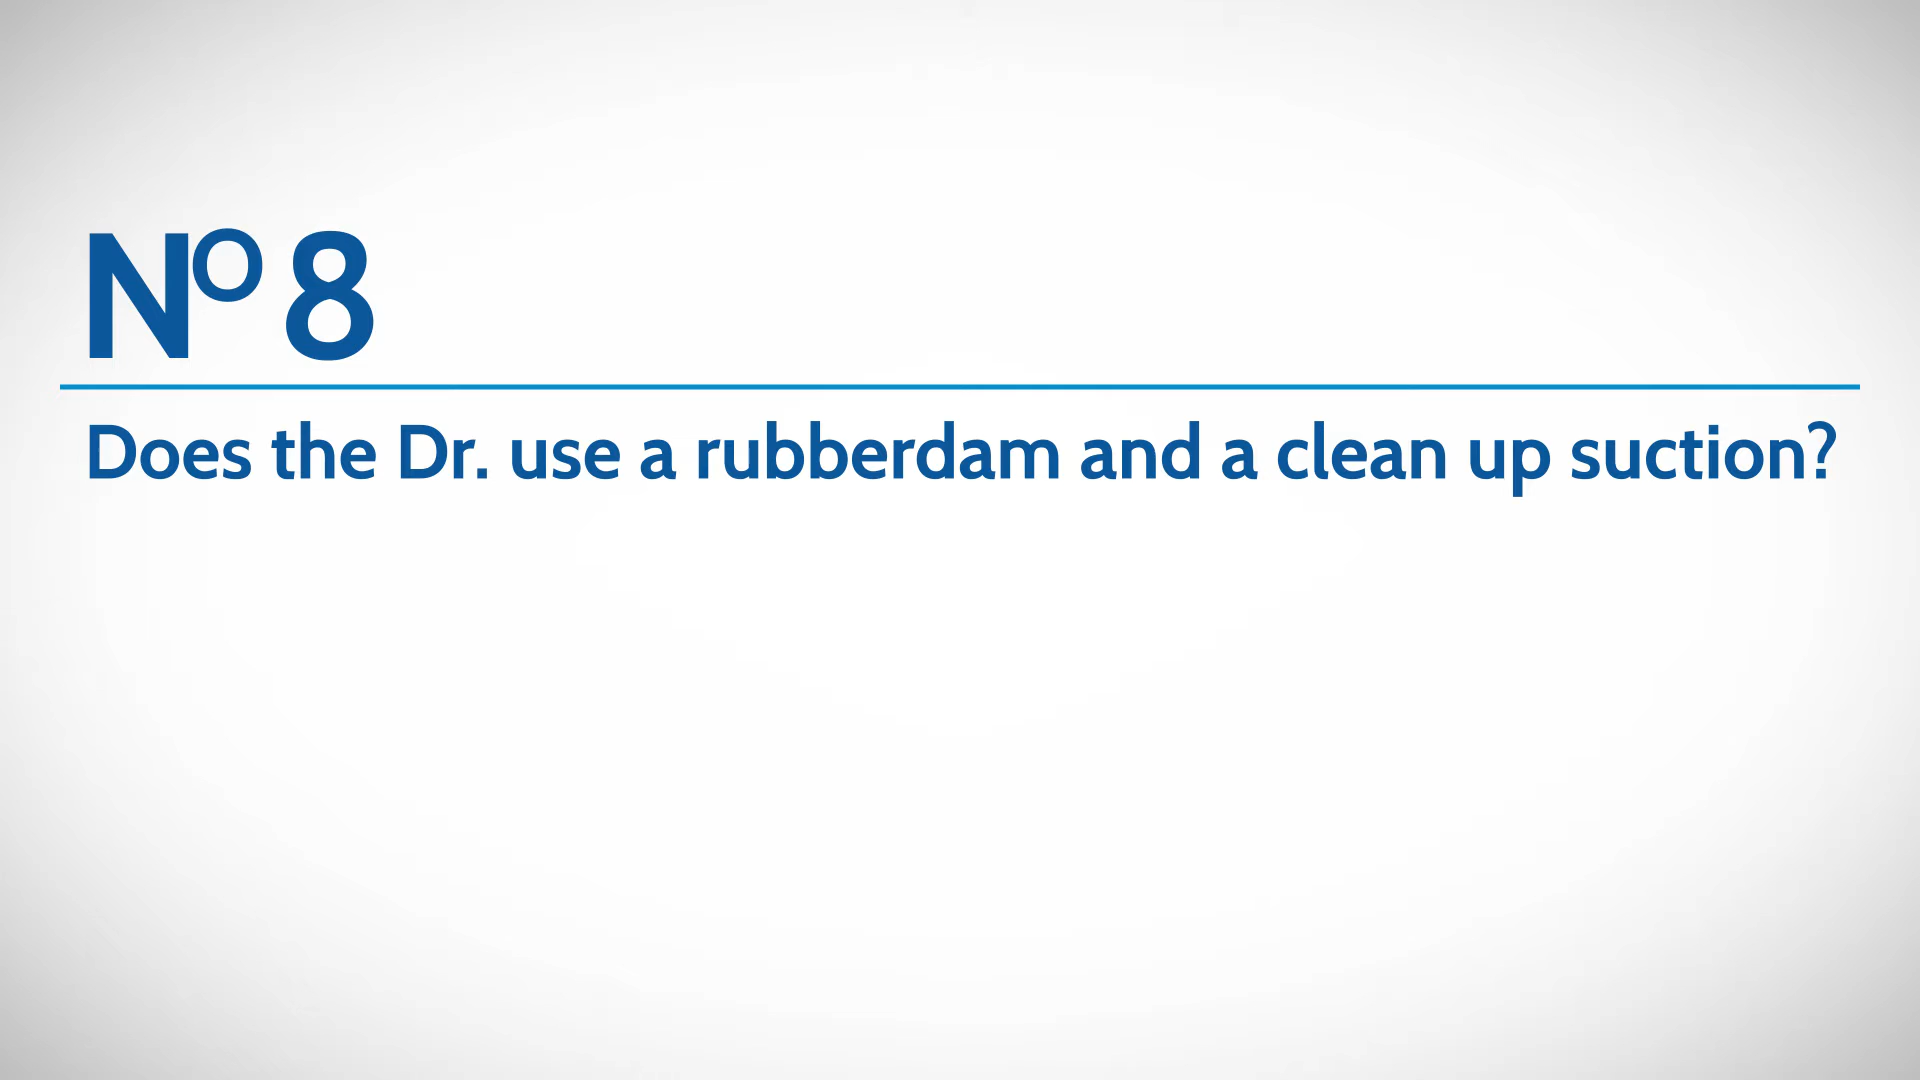 Nº 8
Does the Dr. use a rubberdam and a clean up suction?